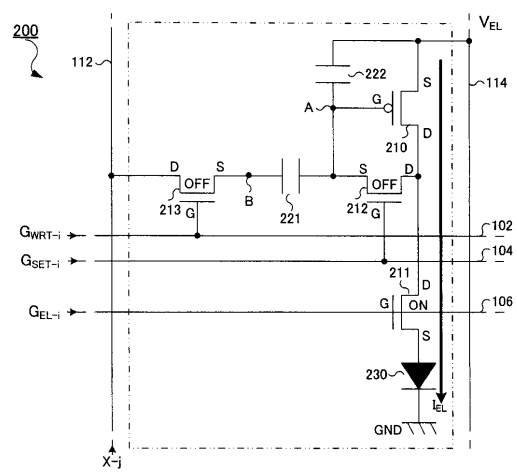 200
V_EL
112
222
S
114
A
G
210
D
D
S
S
D
OFF
OFF
213
B
221
212
G
G
G_WRT-i
102
G_SET-i
104
211
D
G_EL-i
G
ON
106
S
230
I_EL
GND
X-j